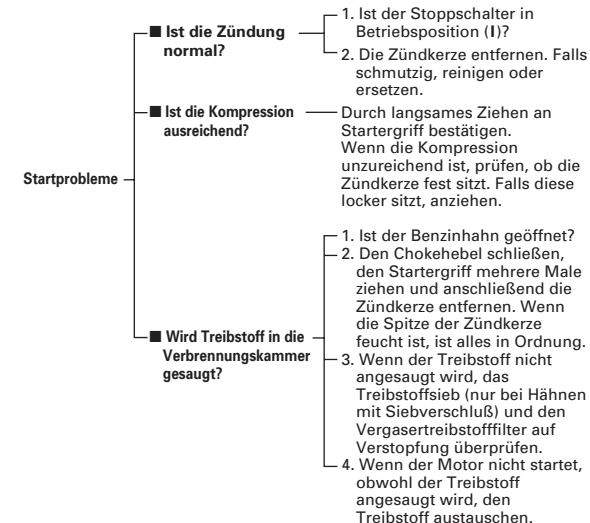 Startprobleme
■ Ist die Zündung
normal?
1. Ist der Stoppschalter in
Betriebsposition (I)?
2. Die Zündkerze entfernen. Falls
schmutzig, reinigen oder
ersetzen.
■ Ist die Kompression
ausreichend?
Durch langsames Ziehen an
Startergriff bestätigen.
Wenn die Kompression
unzureichend ist, prüfen, ob die
Zündkerze fest sitzt. Falls diese
locker sitzt, anziehen.
■ Wird Treibstoff in die
Verbrennungskammer
gesaugt?
1. Ist der Benzinhahn geöffnet?
2. Den Chokehebel schließen,
den Startergriff mehrere Male
ziehen und anschließend die
Zündkerze entfernen. Wenn
die Spitze der Zündkerze
feucht ist, ist alles in Ordnung.
3. Wenn der Treibstoff nicht
angesaugt wird, das
Treibstoffsieb (nur bei Hähnen
mit Siebverschluß) und den
Vergasertreibstofffilter auf
Verstopfung überprüfen.
4. Wenn der Motor nicht startet,
obwohl der Treibstoff
angesaugt wird, den
Treibstoff austauschen.